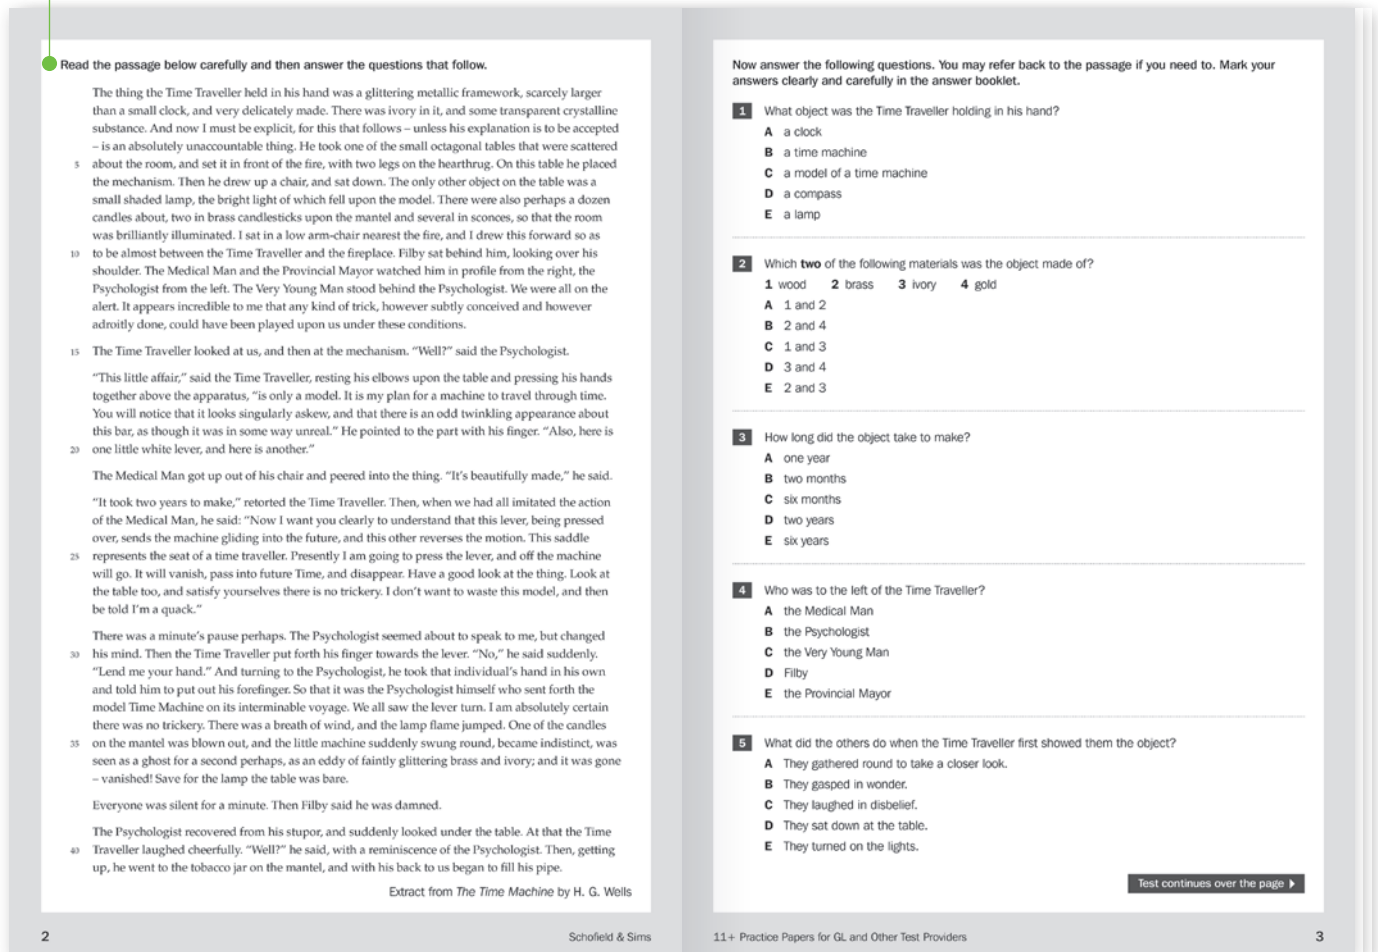 Read the passage below carefully and then answer the questions that follow.
The thing the Time Traveller held in his hand was a glittering metallic framework, scarcely larger
than a small clock, and very delicately made. There was ivory in it, and some transparent crystalline
substance. And now I must be explicit, for this that follows – unless his explanation is to be accepted
– is an absolutely unaccountable thing. He took one of the small octagonal tables that were scattered
5 about the room, and set it in front of the fire, with two legs on the hearthrug. On this table he placed
the mechanism. Then he drew up a chair, and sat down. The only other object on the table was a
small shaded lamp, the bright light of which fell upon the model. There were also perhaps a dozen
candles about, two in brass candlesticks upon the mantel and several in sconces, so that the room
was brilliantly illuminated. I sat in a low arm-chair nearest the fire, and I drew this forward so as
10 to be almost between the Time Traveller and the fireplace. Filby sat behind him, looking over his
shoulder. The Medical Man and the Provincial Mayor watched him in profile from the right, the
Psychologist from the left. The Very Young Man stood behind the Psychologist. We were all on the
alert. It appears incredible to me that any kind of trick, however subtly conceived and however
adroitly done, could have been played upon us under these conditions.
15 The Time Traveller looked at us, and then at the mechanism. “Well?” said the Psychologist.
“This little affair,” said the Time Traveller, resting his elbows upon the table and pressing his hands
together above the apparatus, “is only a model. It is my plan for a machine to travel through time.
You will notice that it looks singularly askew, and that there is an odd twinkling appearance about
this bar, as though it was in some way unreal.” He pointed to the part with his finger. “Also, here is
20 one little white lever, and here is another.”
The Medical Man got up out of his chair and peered into the thing. “It’s beautifully made,” he said.
“It took two years to make,” retorted the Time Traveller. Then, when we had all imitated the action
of the Medical Man, he said: “Now I want you clearly to understand that this lever, being pressed
over, sends the machine gliding into the future, and this other reverses the motion. This saddle
25 represents the seat of a time traveller. Presently I am going to press the lever, and off the machine
will go. It will vanish, pass into future Time, and disappear. Have a good look at the thing. Look at
the table too, and satisfy yourselves there is no trickery. I don’t want to waste this model, and then
be told I’m a quack.”
There was a minute’s pause perhaps. The Psychologist seemed about to speak to me, but changed
30 his mind. Then the Time Traveller put forth his finger towards the lever. “No,” he said suddenly.
“Lend me your hand.” And turning to the Psychologist, he took that individual’s hand in his own
and told him to put out his forefinger. So that it was the Psychologist himself who sent forth the
model Time Machine on its interminable voyage. We all saw the lever turn. I am absolutely certain
there was no trickery. There was a breath of wind, and the lamp flame jumped. One of the candles
35 on the mantel was blown out, and the little machine suddenly swung round, became indistinct, was
seen as a ghost for a second perhaps, as an eddy of faintly glittering brass and ivory; and it was gone
– vanished! Save for the lamp the table was bare.
Everyone was silent for a minute. Then Filby said he was damned.
The Psychologist recovered from his stupor, and suddenly looked under the table. At that the Time
40 Traveller laughed cheerfully. “Well?” he said, with a reminiscence of the Psychologist. Then, getting
up, he went to the tobacco jar on the mantel, and with his back to us began to fill his pipe.
Extract from The Time Machine by H. G. Wells
2
Schofield & Sims
Now answer the following questions. You may refer back to the passage if you need to. Mark your
answers clearly and carefully in the answer booklet.
1 What object was the Time Traveller holding in his hand?
A a clock
B a time machine
C a model of a time machine
D a compass
E a lamp
2 Which two of the following materials was the object made of?
1 wood 2 brass 3 ivory 4 gold
A 1 and 2
B 2 and 4
C 1 and 3
D 3 and 4
E 2 and 3
3 How long did the object take to make?
A one year
B two months
C six months
D two years
E six years
4 Who was to the left of the Time Traveller?
A the Medical Man
B the Psychologist
C the Very Young Man
D Filby
E the Provincial Mayor
5 What did the others do when the Time Traveller first showed them the object?
A They gathered round to take a closer look.
B They gasped in wonder.
C They laughed in disbelief.
D They sat down at the table.
E They turned on the lights.
Test continues over the page
11+ Practice Papers for GL and Other Test Providers
3